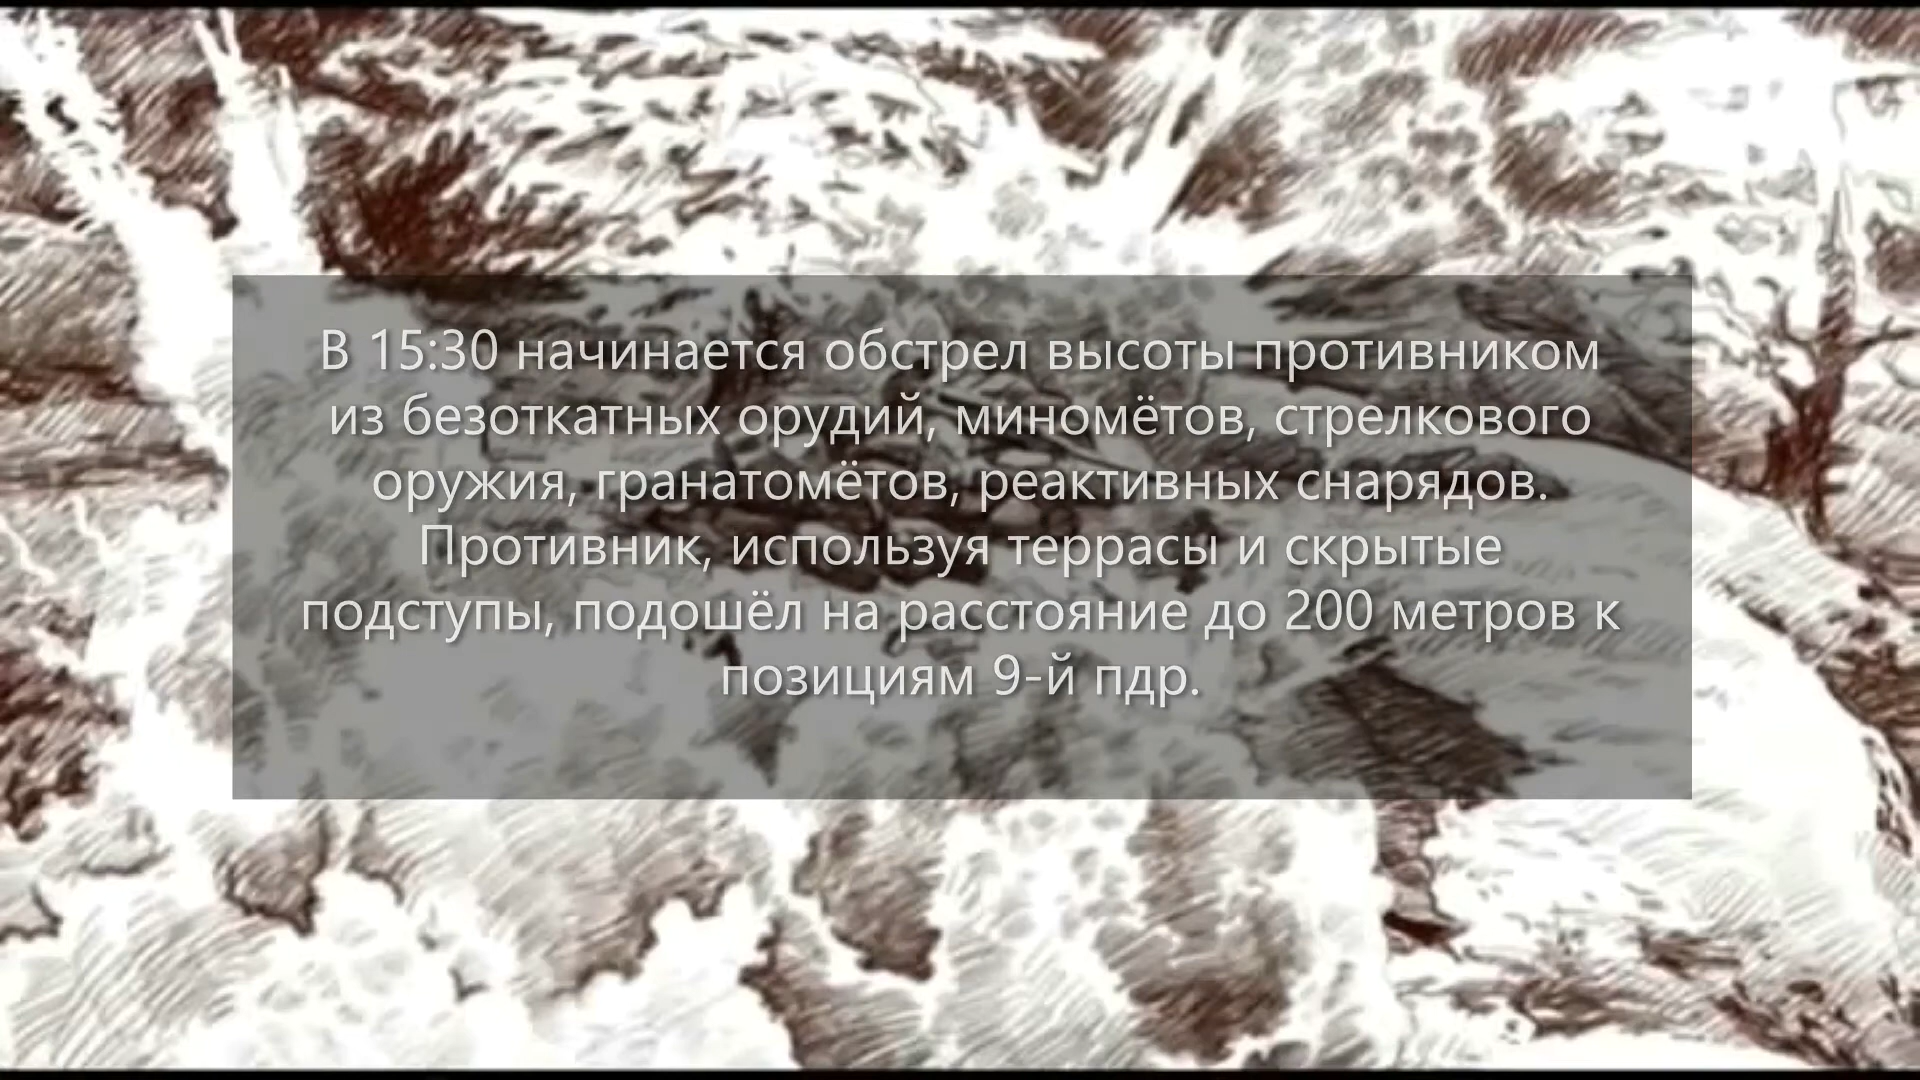 В 15:30 начинается обстрел высоты противником
из безоткатных орудий, миномётов, стрелкового
оружия, гранатомётов, реактивных снарядов.
Противник, используя террасы и скрытые
подступы, подошёл на расстояние до 200 метров к
позициям 9-й пдр.